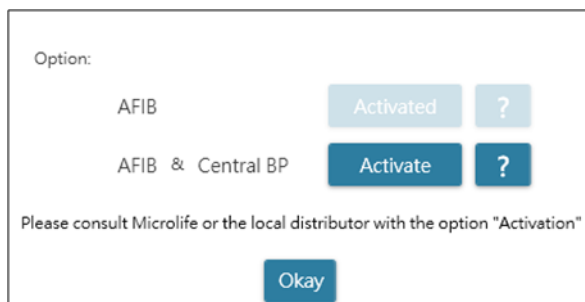 Option:
AFIB Activated ?
AFIB & Central BP Activate ?
Please consult Microlife or the local distributor with the option "Activation"
Okay